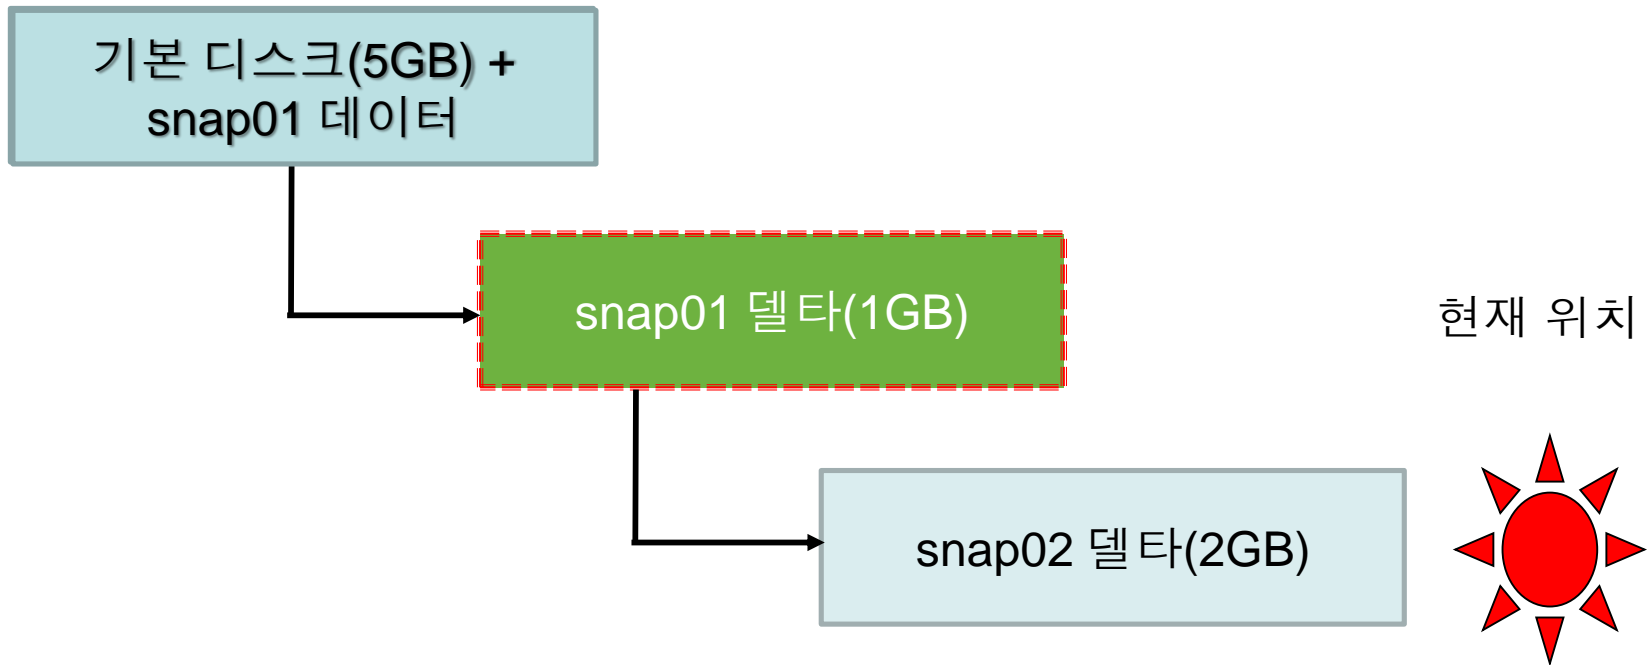 기본 디스크(5GB) +
snap01 데이터
snap01 델타(1GB)
현재 위치
snap02 델타(2GB)